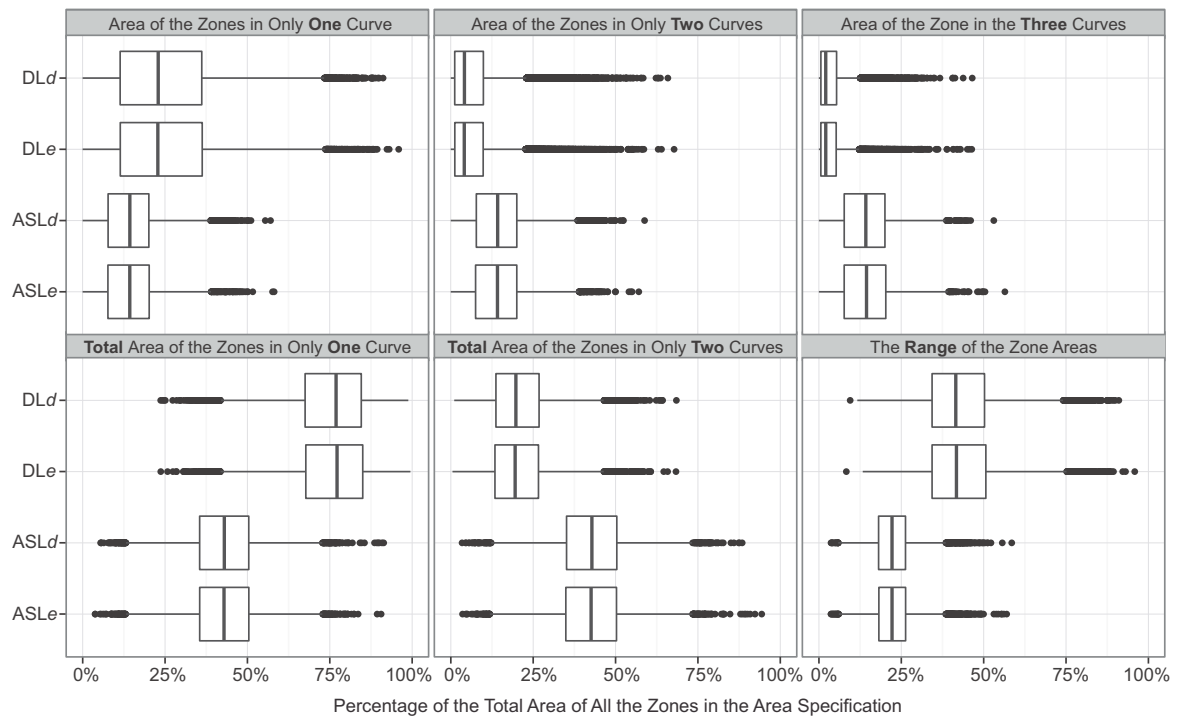 Area of the Zones in Only One Curve
Area of the Zones in Only Two Curves
Area of the Zone in the Three Curves
DLd
DLe
ASLd
ASLe
Total Area of the Zones in Only One Curve
Total Area of the Zones in Only Two Curves
The Range of the Zone Areas
DLd
DLe
ASLd
ASLe
0% 25% 50% 75% 100%
0% 25% 50% 75% 100%
0% 25% 50% 75% 100%
Percentage of the Total Area of All the Zones in the Area Specification